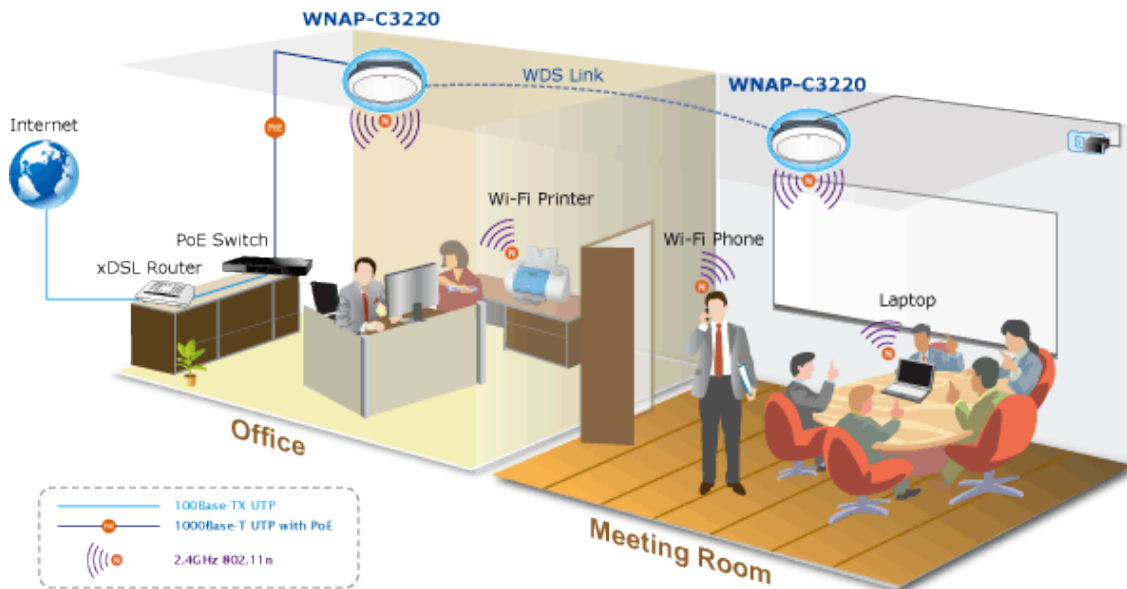 WNAP-C3220
WDS Link
WNAP-C3220
Internet
PoE
Wi-Fi Printer
N
N
N
PoE Switch
xDSL Router
Wi-Fi Phone
N
Laptop
N
Office
Meeting Room
100Base-TX UTP
PoE
1000Base-T UTP with PoE
N
2.4GHz 802.11n